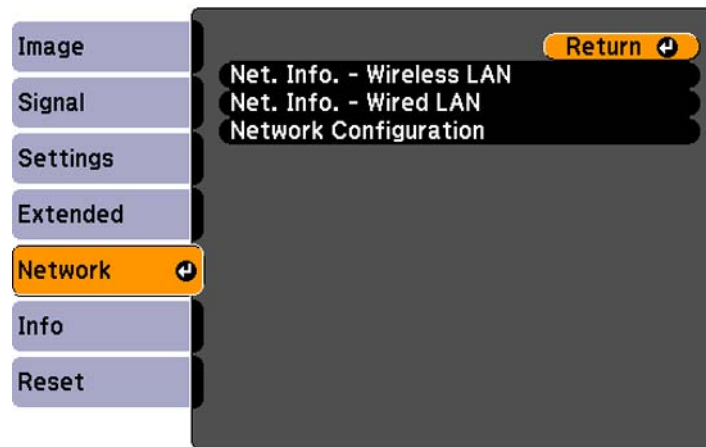 Image
Signal
Settings
Extended
Network
Info
Reset
Return
Net. Info. - Wireless LAN
Net. Info. - Wired LAN
Network Configuration